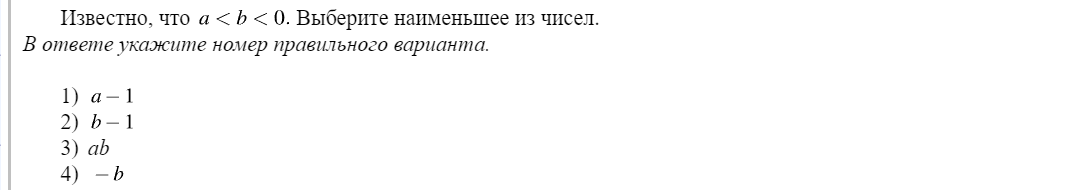 Известно, что a < b < 0. Выберите наименьшее из чисел.
В ответе укажите номер правильного варианта.
1) a − 1
2) b − 1
3) ab
4) −b